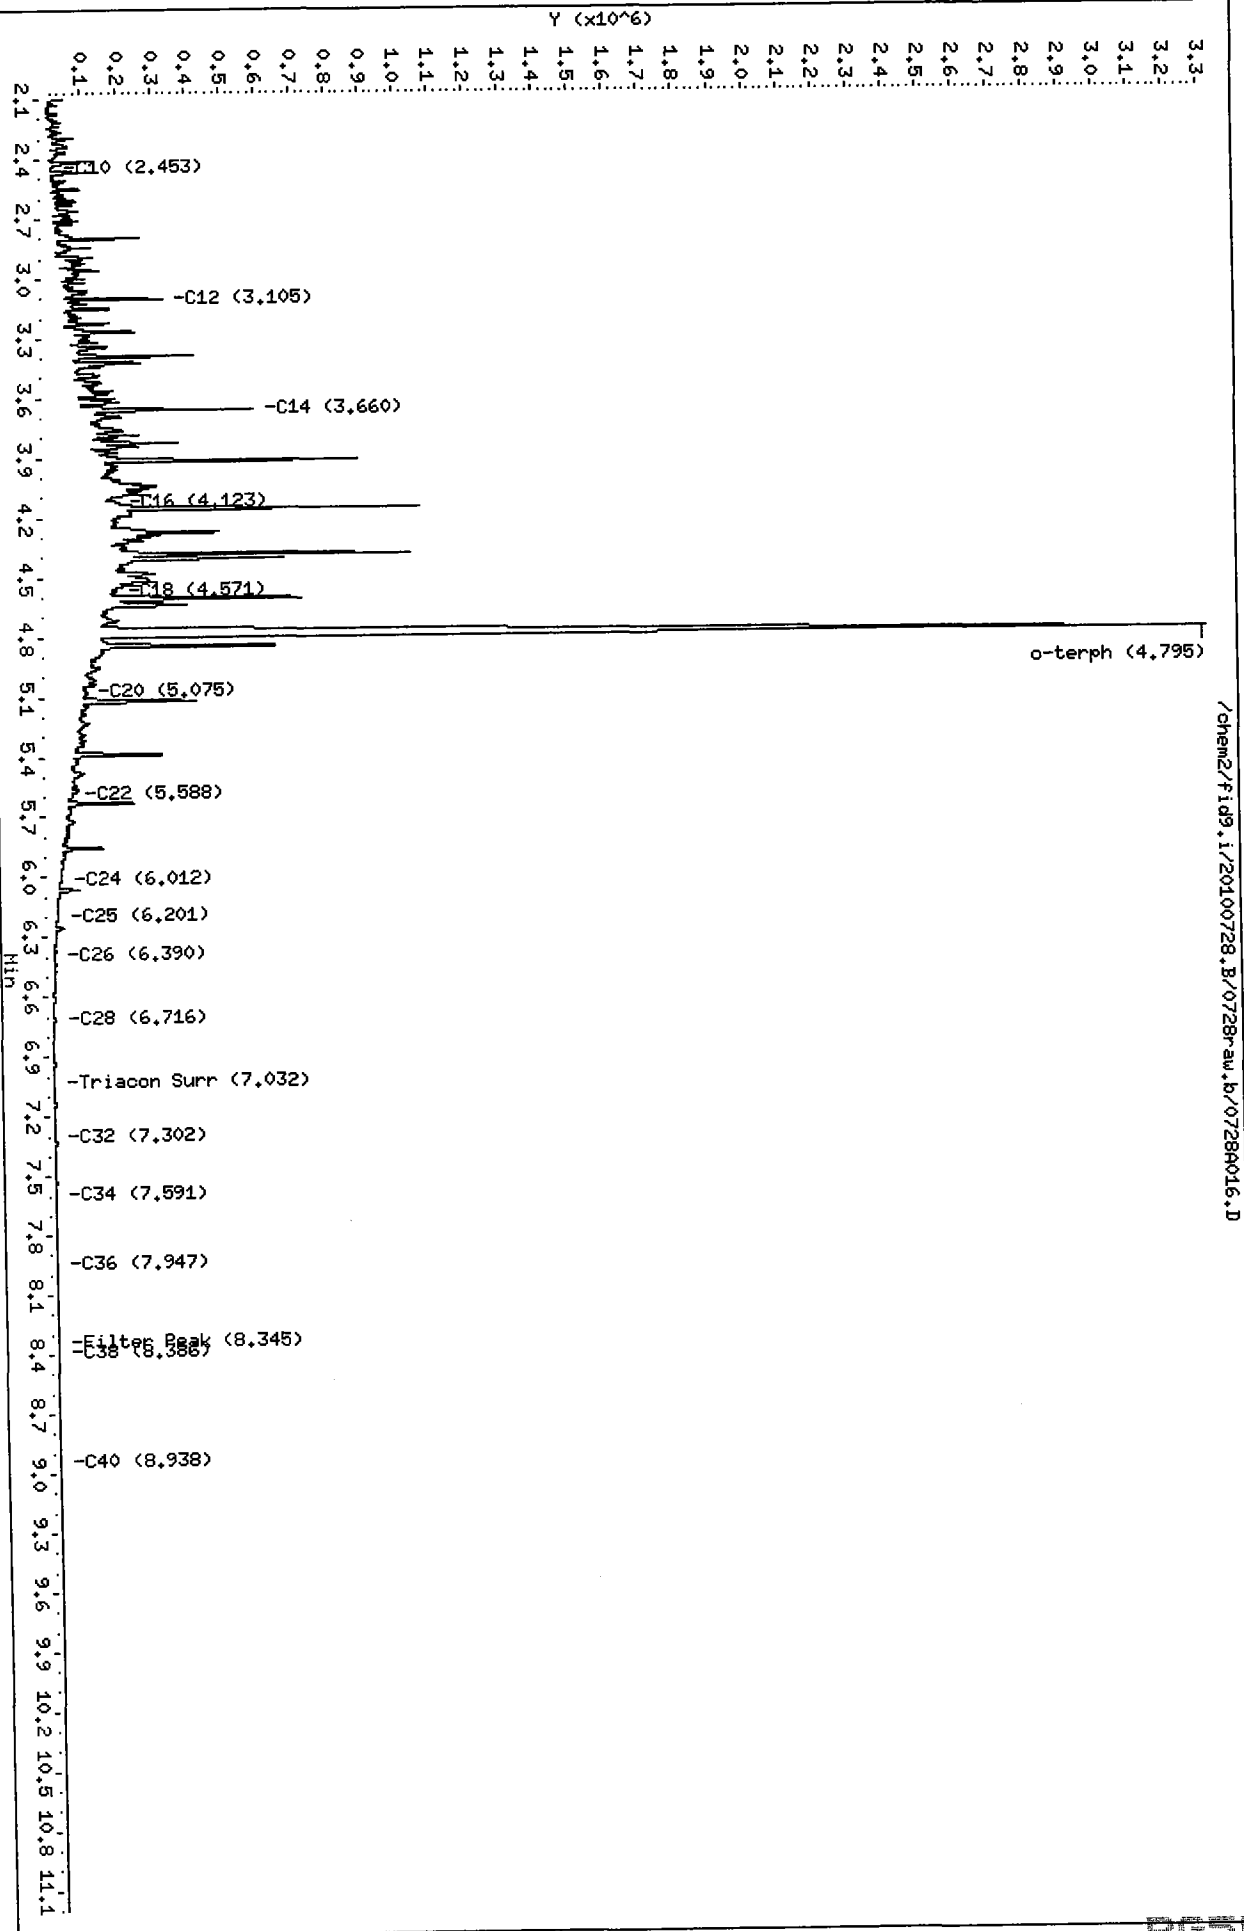 /chem2/fid9.i/20100728.B/0728raw.b/0728A016.D
Y (x10^6)
3.3
3.2
3.1
3.0
2.9
2.8
2.7
2.6
2.5
2.4
2.3
2.2
2.1
2.0
1.9
1.8
1.7
1.6
1.5
1.4
1.3
1.2
1.1
1.0
0.9
0.8
0.7
0.6
0.5
0.4
0.3
0.2
0.1
-C10 (2.453)
-C12 (3.105)
-C14 (3.660)
-C16 (4.123)
-C18 (4.571)
o-terph (4.795)
-C20 (5.075)
-C22 (5.588)
-C24 (6.012)
-C25 (6.201)
-C26 (6.390)
-C28 (6.716)
-Triacon Surr (7.032)
-C32 (7.302)
-C34 (7.591)
-C36 (7.947)
-Filter Peak (8.345)
-C38 (8.386)
-C40 (8.938)
2.1 2.4 2.7 3.0 3.3 3.6 3.9 4.2 4.5 4.8 5.1 5.4 5.7 6.0 6.3 6.6 6.9 7.2 7.5 7.8 8.1 8.4 8.7 9.0 9.3 9.6 9.9 10.2 10.5 10.8 11.1
Min